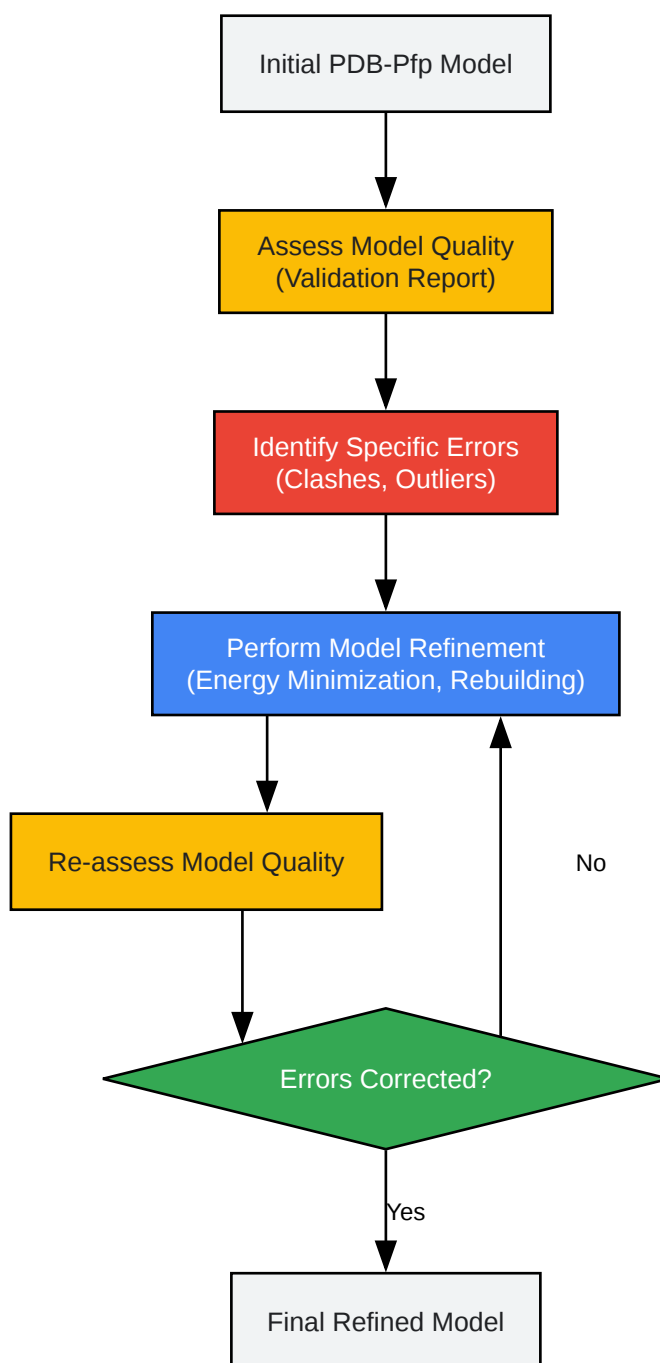 Initial PDB-Pfp Model
Assess Model Quality
(Validation Report)
Identify Specific Errors
(Clashes, Outliers)
Perform Model Refinement
(Energy Minimization, Rebuilding)
Re-assess Model Quality
No
Errors Corrected?
Yes
Final Refined Model